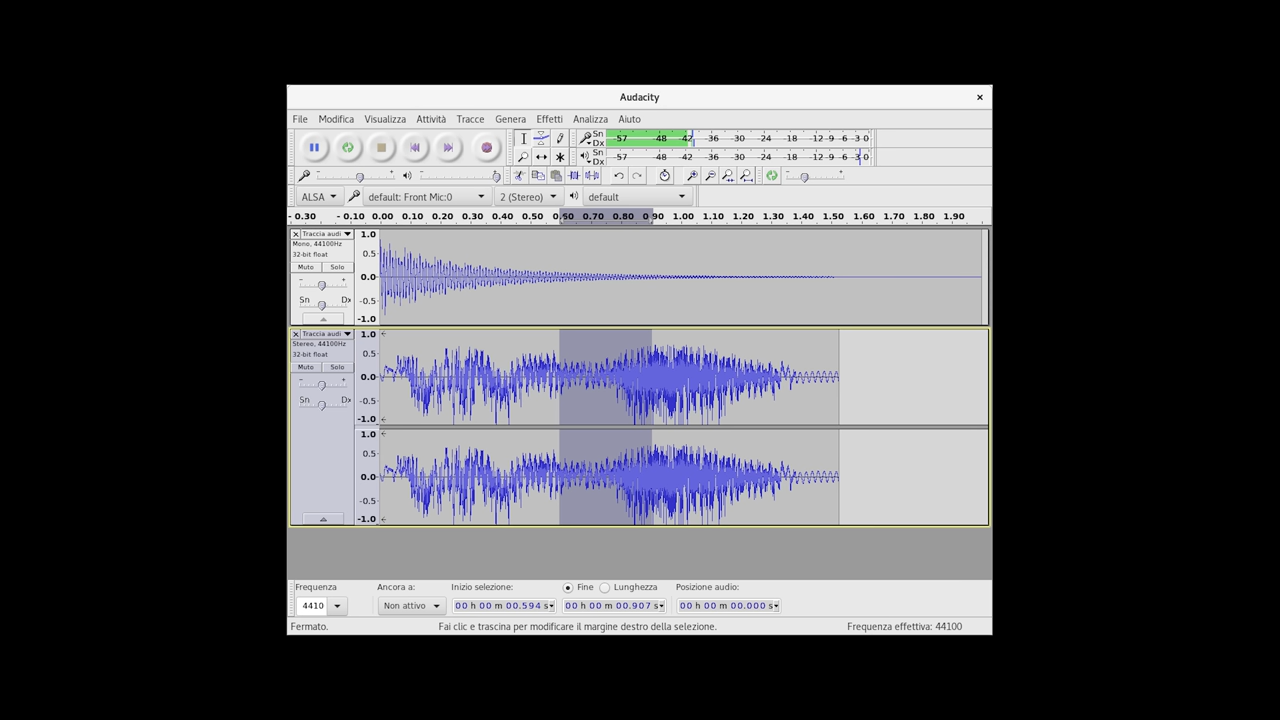 Audacity ×
File Modifica Visualizza Attività Tracce Genera Effetti Analizza Aiuto
Sn Dx -57 -48 -42 -36 -30 -24 -18 -12 -9 -6 -3 0
Sn Dx -57 -48 -42 -36 -30 -24 -18 -12 -9 -6 -3 0
- + - + - +
ALSA default: Front Mic:0 2 (Stereo) default
- 0.30 - 0.10 0.00 0.10 0.20 0.30 0.40 0.50 0.60 0.70 0.80 0.90 1.00 1.10 1.20 1.30 1.40 1.50 1.60 1.70 1.80 1.90
Traccia audi
Mono, 44100Hz
32-bit float
Muto Solo
- +
Sn Dx
1.0
0.5
0.0
-0.5
-1.0
Traccia audi
Stereo, 44100Hz
32-bit float
Muto Solo
- +
Sn Dx
1.0
0.5
0.0
-0.5
-1.0
1.0
0.5
0.0
-0.5
-1.0
Frequenza Ancora a: Inizio selezione: Fine Lunghezza Posizione audio:
4410 Non attivo 00 h 00 m 00.594 s 00 h 00 m 00.907 s 00 h 00 m 00.000 s
Fermato. Fai clic e trascina per modificare il margine destro della selezione. Frequenza effettiva: 44100